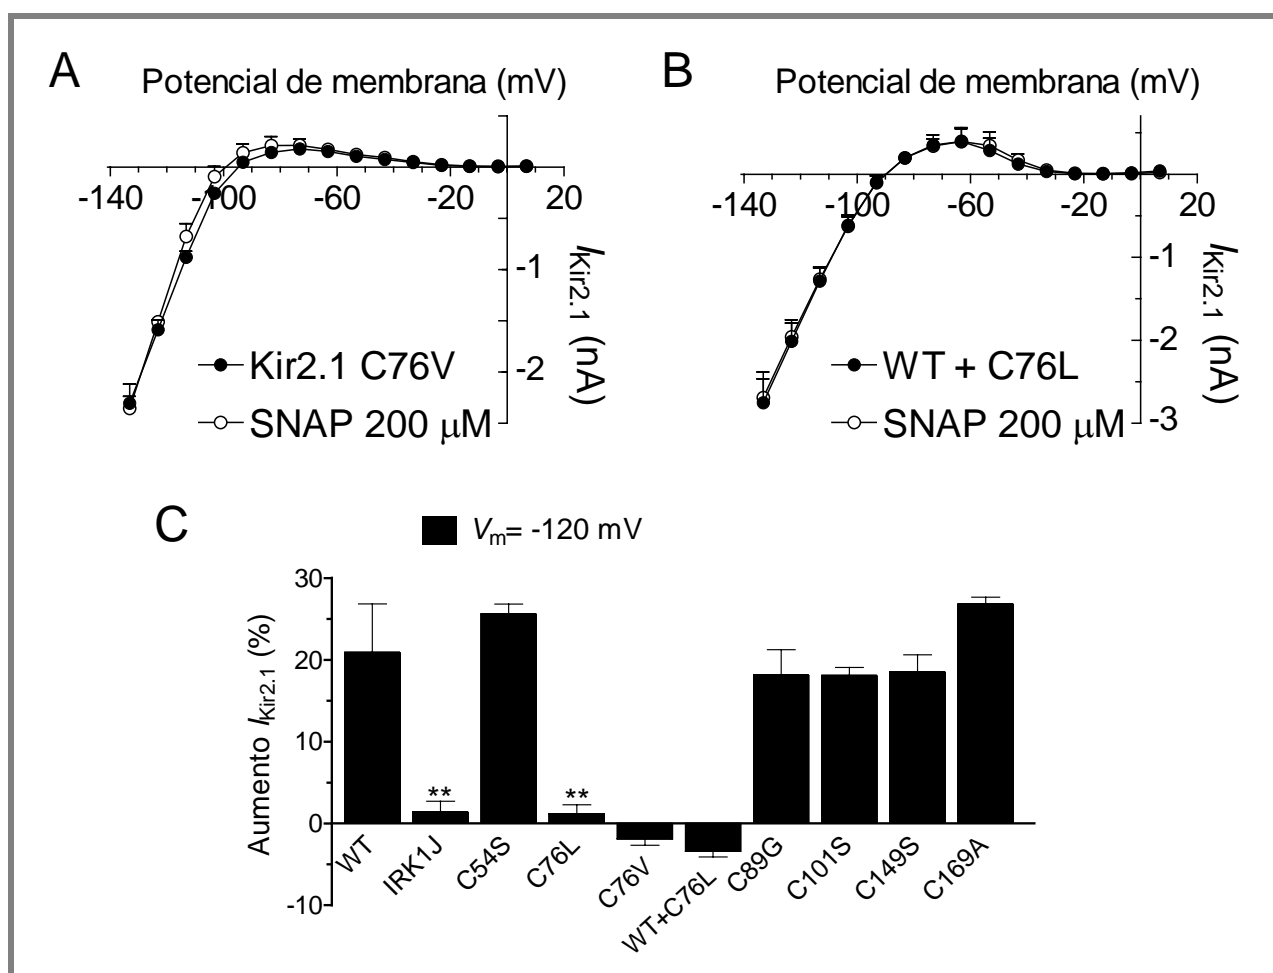 A
Potencial de membrana (mV)
-140 -100 -60 -20 20
-1
-2
I Kir2.1 (nA)
Kir2.1 C76V
SNAP 200 μM
B
Potencial de membrana (mV)
-140 -100 -60 -20 20
-1
-2
-3
I Kir2.1 (nA)
WT + C76L
SNAP 200 μM
C
Vm= -120 mV
Aumento I Kir2.1 (%)
30
20
10
0
-10
** **
WT IRK1J C54S C76L C76V WT+C76L C89G C101S C149S C169A